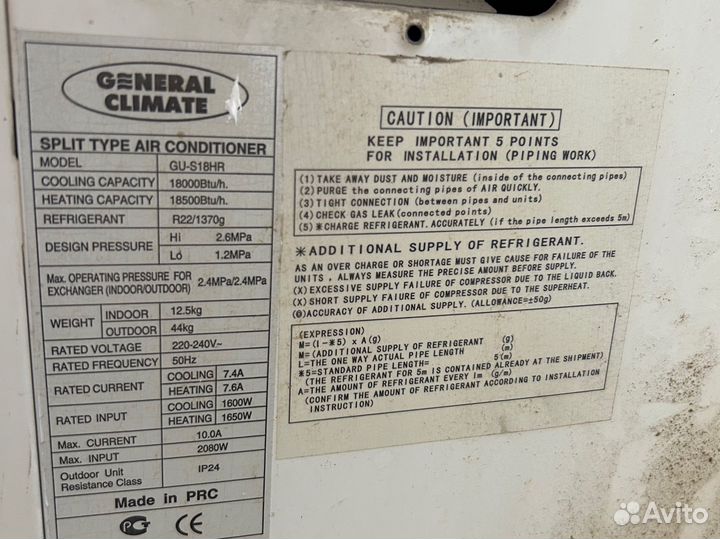 GENERAL
CLIMATE
SPLIT TYPE AIR CONDITIONER
MODEL GU-S18HR
COOLING CAPACITY 18000Btu/h.
HEATING CAPACITY 18500Btu/h.
REFRIGERANT R22/1370g
DESIGN PRESSURE Hi 2.6MPa
Lo 1.2MPa
Max. OPERATING PRESSURE FOR
EXCHANGER (INDOOR/OUTDOOR) 2.4MPa/2.4MPa
WEIGHT INDOOR 12.5kg
OUTDOOR 44kg
RATED VOLTAGE 220-240V~
RATED FREQUENCY 50Hz
RATED CURRENT COOLING 7.4A
HEATING 7.6A
RATED INPUT COOLING 1600W
HEATING 1650W
Max. CURRENT 10.0A
Max. INPUT 2080W
Outdoor Unit
Resistance Class IP24
Made in PRC
CE
CAUTION (IMPORTANT)
KEEP IMPORTANT 5 POINTS
FOR INSTALLATION (PIPING WORK)
(1) TAKE AWAY DUST AND MOISTURE (inside of the connecting pipes)
(2) PURGE the connecting pipes of AIR QUICKLY.
(3) TIGHT CONNECTION (between pipes and units)
(4) CHECK GAS LEAK (connected points)
(5) ※CHARGE REFRIGERANT. ACCURATELY (if the pipe length exceeds 5m)
※ADDITIONAL SUPPLY OF REFRIGERANT.
AS AN OVER CHARGE OR SHORTAGE MUST GIVE CAUSE FOR FAILURE OF THE
UNITS , ALWAYS MEASURE THE PRECISE AMOUNT BEFORE SUPPLY.
(X) EXCESSIVE SUPPLY FAILURE OF COMPRESSOR DUE TO THE LIQUID BACK.
(X) SHORT SUPPLY FAIURE OF COMPRESSOR DUE TO THE SUPERHEAT.
(◎) ACCURACY OF ADDITIONAL SUPPLY. (ALLOWANCE=±50g)
(EXPRESSION)
M=(I-※5) x A(g)
M=(ADDITIONAL SUPPLY OF REFRIGERANT (g)
L=THE ONE WAY ACTUAL PIPE LENGTH (m)
※5=STANDARD PIPE LENGTH= 5(m)
(THE REFRIGERANT FOR 5m IS CONTAINED ALREADY AT THE SHIPMENT)
A=THE AMOUNT OF REFRIGERANT EVERY 1m (g/m)
(CONFIRM THE AMOUNT OF REFRIGERANT ACCORDING TO INSTALLATION
INSTRUCTION)
Avito